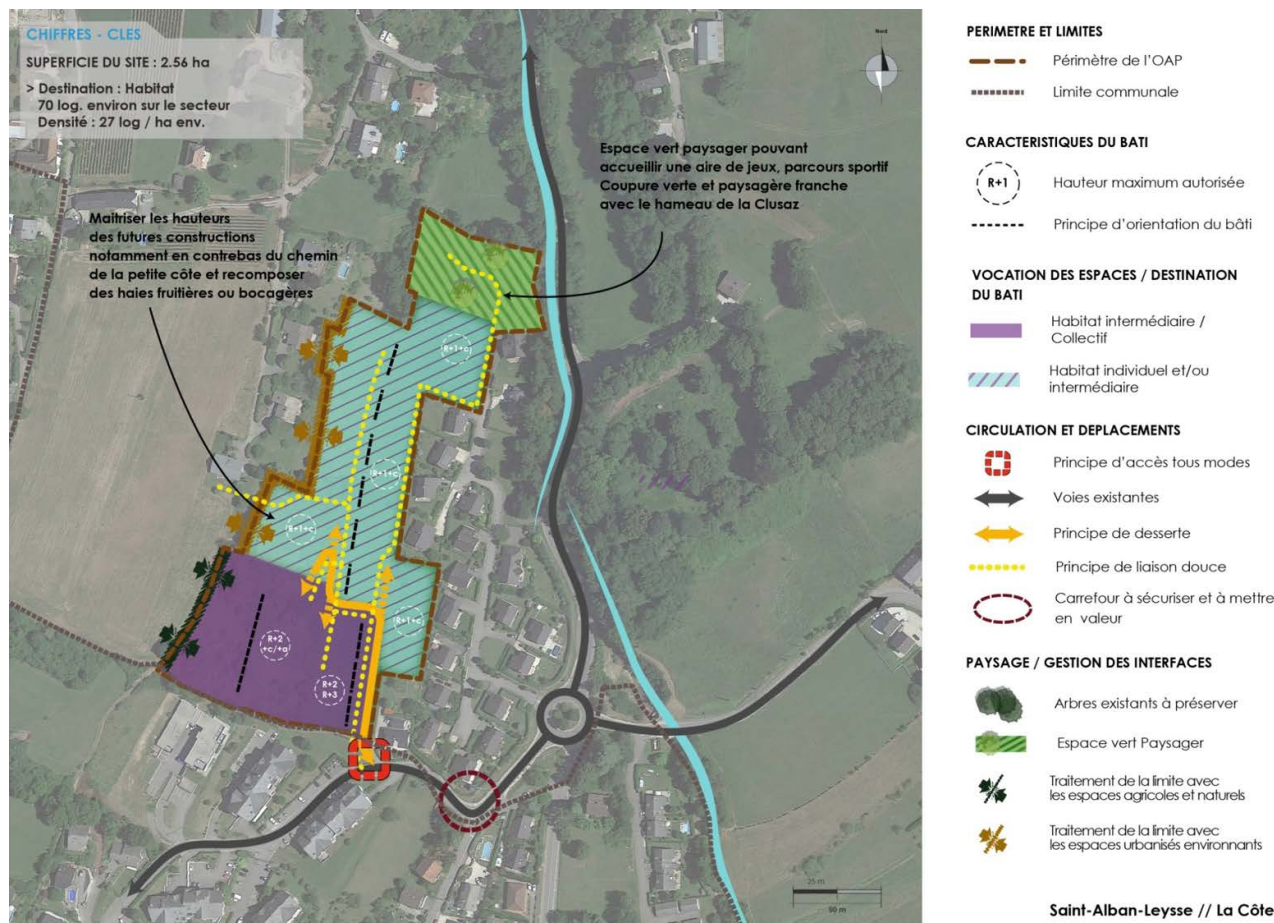 CHIFFRES - CLES
SUPERFICIE DU SITE : 2.56 ha
> Destination : Habitat
70 log. environ sur le secteur
Densité : 27 log / ha env.
Nord
Espace vert paysager pouvant
accueillir une aire de jeux, parcours sportif
Coupure verte et paysagère franche
avec le hameau de la Clusaz
Maitriser les hauteurs
des futures constructions
notamment en contrebas du chemin
de la petite côte et recomposer
des haies fruitières ou bocagères
R+1+c
R+1+c
R+1+c
R+1+c
R+2
+c/+a
R+2
R+3
25 m
90 m
PERIMETRE ET LIMITES
Périmètre de l'OAP
Limite communale
CARACTERISTIQUES DU BATI
R+1
Hauteur maximum autorisée
Principe d'orientation du bâti
VOCATION DES ESPACES / DESTINATION
DU BATI
Habitat intermédiaire /
Collectif
Habitat individuel et/ou
intermédiaire
CIRCULATION ET DEPLACEMENTS
Principe d'accès tous modes
Voies existantes
Principe de desserte
Principe de liaison douce
Carrefour à sécuriser et à mettre
en valeur
PAYSAGE / GESTION DES INTERFACES
Arbres existants à préserver
Espace vert Paysager
Traitement de la limite avec
les espaces agricoles et naturels
Traitement de la limite avec
les espaces urbanisés environnants
Saint-Alban-Leysse // La Côte